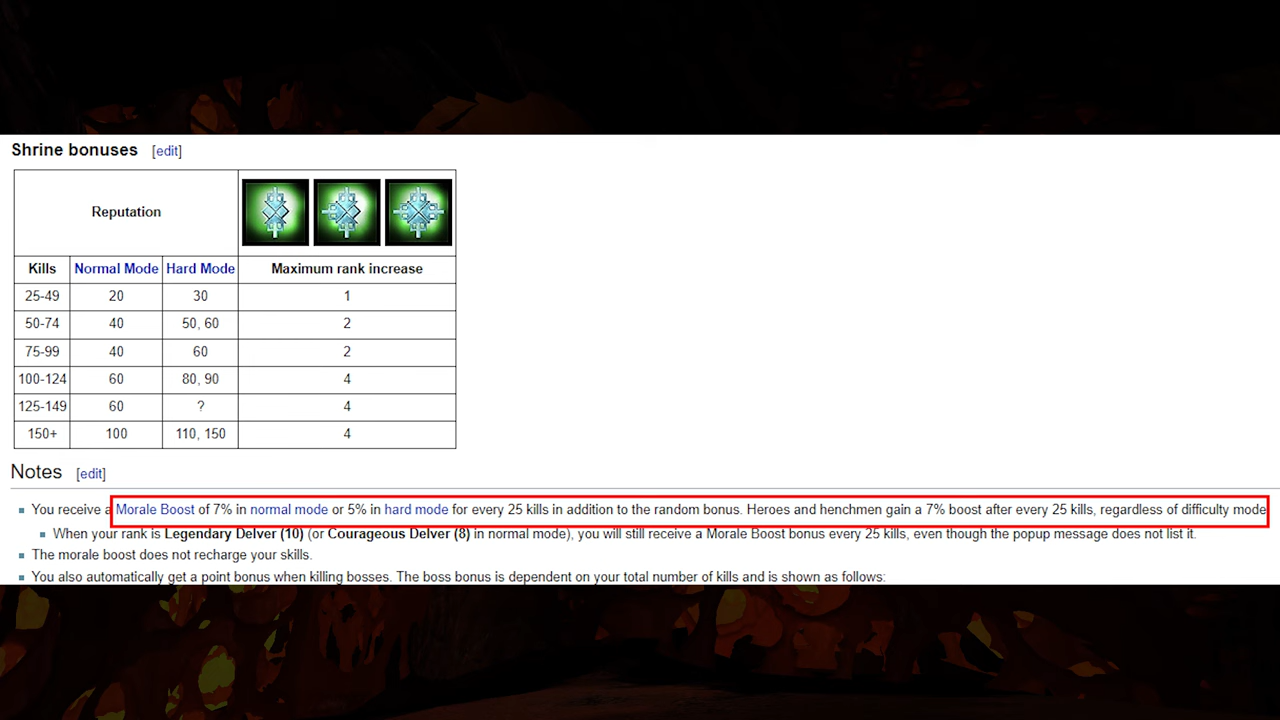 Shrine bonuses [edit]
Reputation
Kills Normal Mode Hard Mode Maximum rank increase
25-49 20 30 1
50-74 40 50, 60 2
75-99 40 60 2
100-124 60 80, 90 4
125-149 60 ? 4
150+ 100 110, 150 4
Notes [edit]
You receive a Morale Boost of 7% in normal mode or 5% in hard mode for every 25 kills in addition to the random bonus. Heroes and henchmen gain a 7% boost after every 25 kills, regardless of difficulty mode
When your rank is Legendary Delver (10) (or Courageous Delver (8) in normal mode), you will still receive a Morale Boost bonus every 25 kills, even though the popup message does not list it.
The morale boost does not recharge your skills.
You also automatically get a point bonus when killing bosses. The boss bonus is dependent on your total number of kills and is shown as follows: